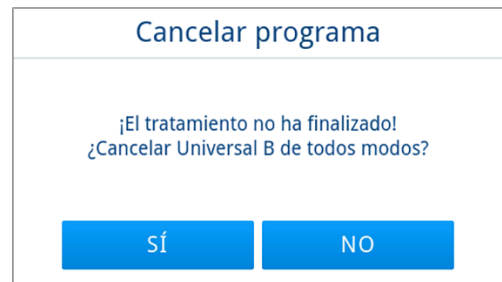 Cancelar programa
¡El tratamiento no ha finalizado!
¿Cancelar Universal B de todos modos?
SÍ
NO